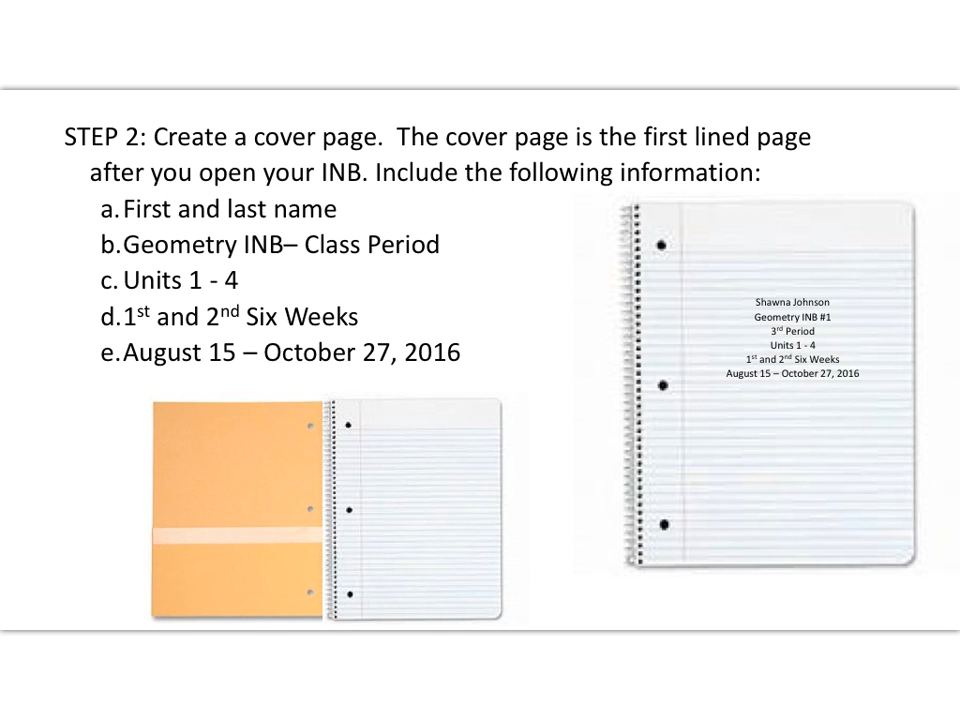 STEP 2: Create a cover page.  The cover page is the first lined page
after you open your INB. Include the following information:
a. First and last name
b. Geometry INB– Class Period
c. Units 1 - 4
d. 1st and 2nd Six Weeks
e. August 15 – October 27, 2016
Shawna Johnson
Geometry INB #1
3rd Period
Units 1 - 4
1st and 2nd Six Weeks
August 15 – October 27, 2016